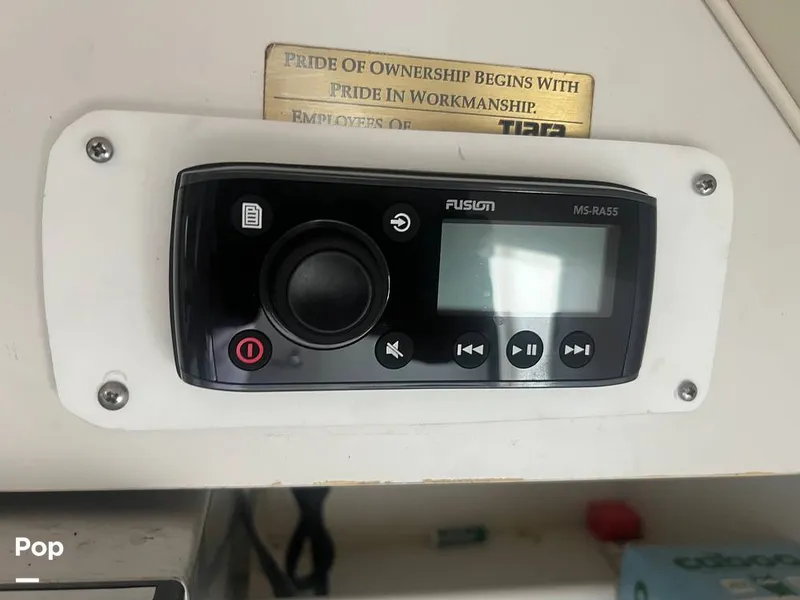 PRIDE OF OWNERSHIP BEGINS WITH
PRIDE IN WORKMANSHIP.
EMPLOYEES OF
TIARA
FUSION
MS-RA55
Pop